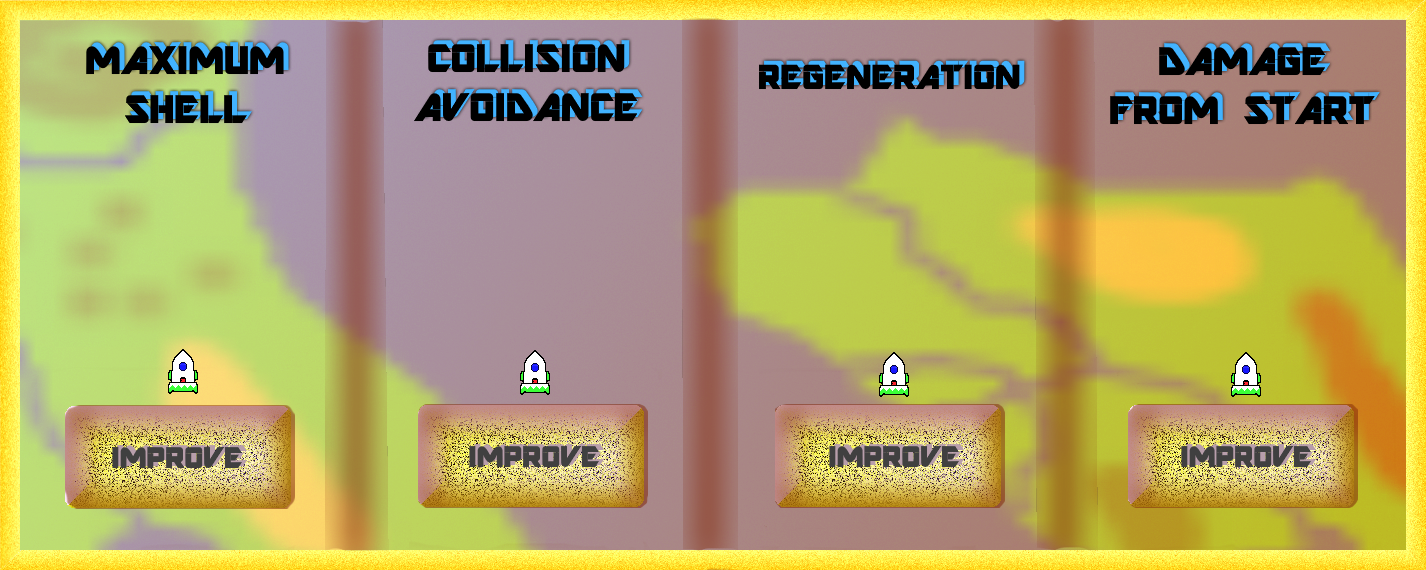 MAXIMUM
SHELL
COLLISION
AVOIDANCE
REGENERATION
DAMAGE
FROM START
IMPROVE
IMPROVE
IMPROVE
IMPROVE